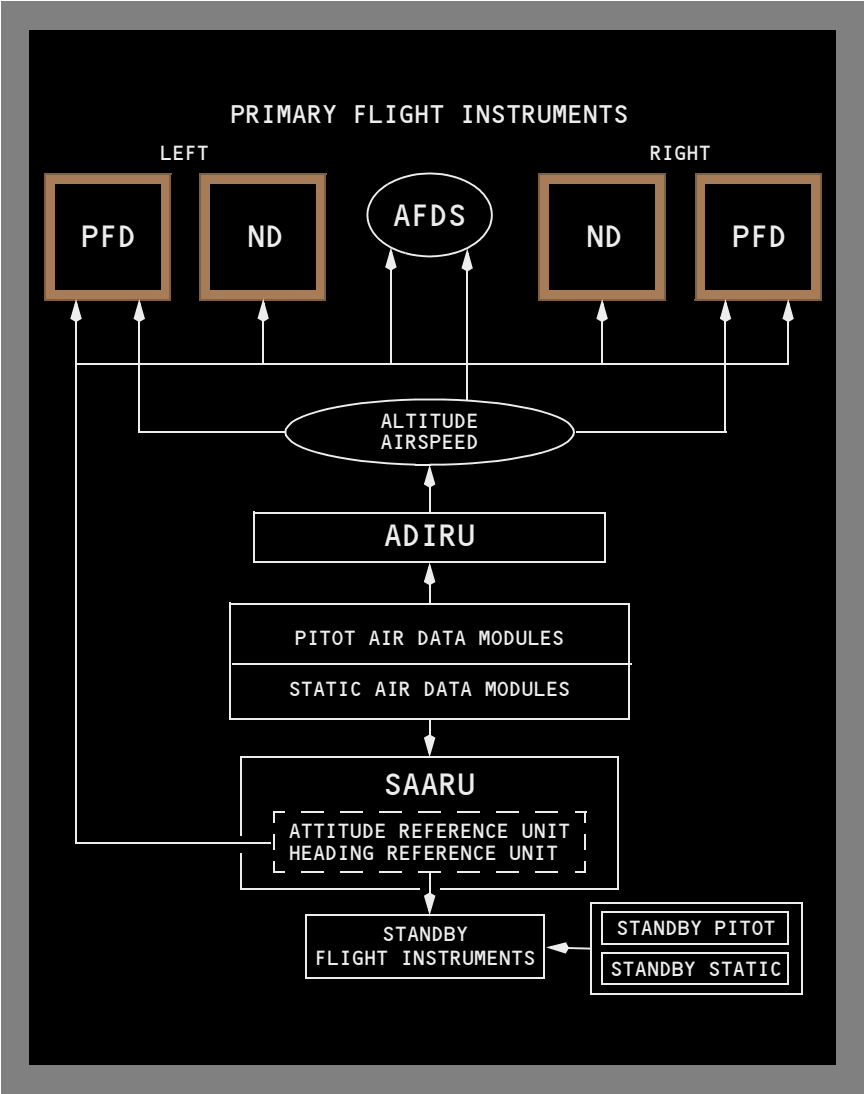 PRIMARY FLIGHT INSTRUMENTS
LEFT
RIGHT
PFD
ND
AFDS
ND
PFD
ALTITUDE
AIRSPEED
ADIRU
PITOT AIR DATA MODULES
STATIC AIR DATA MODULES
SAARU
ATTITUDE REFERENCE UNIT
HEADING REFERENCE UNIT
STANDBY
FLIGHT INSTRUMENTS
STANDBY PITOT
STANDBY STATIC